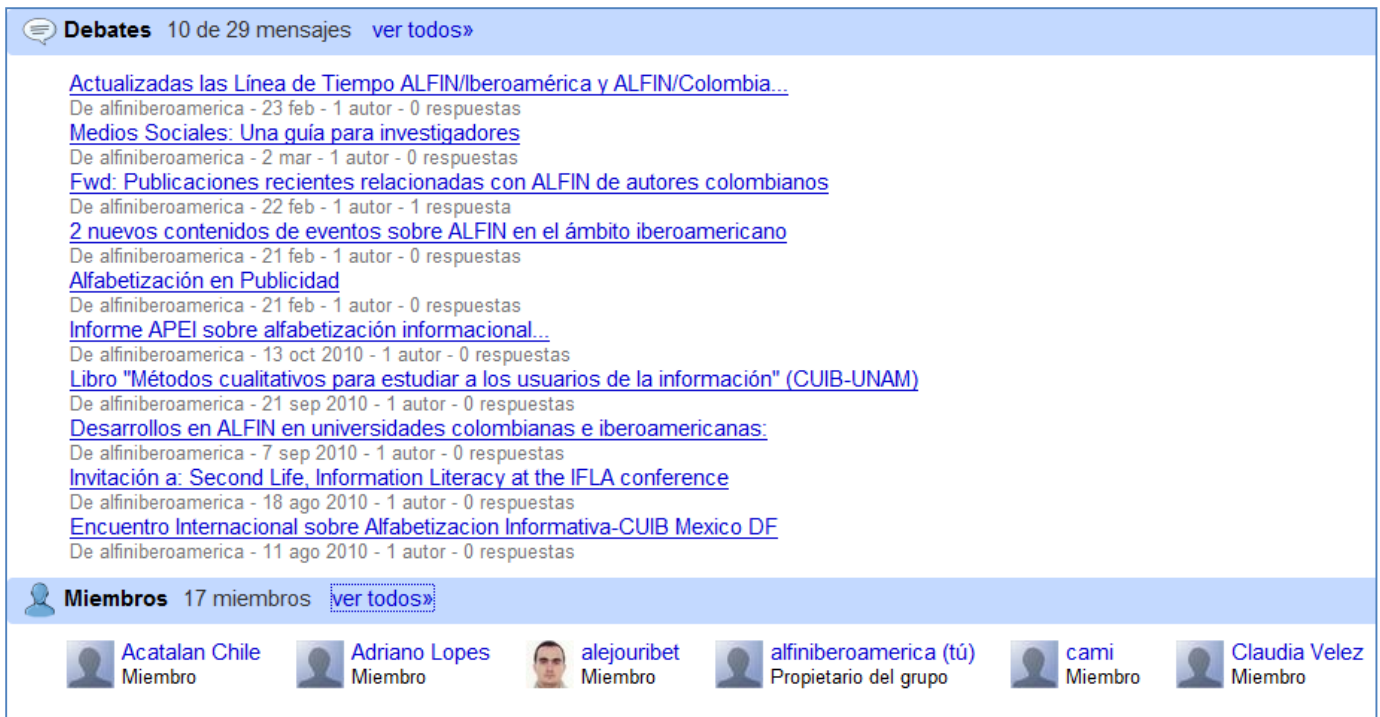 Debates 10 de 29 mensajes ver todos»
Actualizadas las Línea de Tiempo ALFIN/Iberoamérica y ALFIN/Colombia...
De alfiniberoamerica - 23 feb - 1 autor - 0 respuestas
Medios Sociales: Una guía para investigadores
De alfiniberoamerica - 2 mar - 1 autor - 0 respuestas
Fwd: Publicaciones recientes relacionadas con ALFIN de autores colombianos
De alfiniberoamerica - 22 feb - 1 autor - 1 respuesta
2 nuevos contenidos de eventos sobre ALFIN en el ámbito iberoamericano
De alfiniberoamerica - 21 feb - 1 autor - 0 respuestas
Alfabetización en Publicidad
De alfiniberoamerica - 21 feb - 1 autor - 0 respuestas
Informe APEI sobre alfabetización informacional...
De alfiniberoamerica - 13 oct 2010 - 1 autor - 0 respuestas
Libro "Métodos cualitativos para estudiar a los usuarios de la información" (CUIB-UNAM)
De alfiniberoamerica - 21 sep 2010 - 1 autor - 0 respuestas
Desarrollos en ALFIN en universidades colombianas e iberoamericanas:
De alfiniberoamerica - 7 sep 2010 - 1 autor - 0 respuestas
Invitación a: Second Life, Information Literacy at the IFLA conference
De alfiniberoamerica - 18 ago 2010 - 1 autor - 0 respuestas
Encuentro Internacional sobre Alfabetizacion Informativa-CUIB Mexico DF
De alfiniberoamerica - 11 ago 2010 - 1 autor - 0 respuestas
Miembros 17 miembros ver todos»
Acatalan Chile Adriano Lopes alejouribet alfiniberoamerica (tú) cami Claudia Velez
Miembro Miembro Miembro Propietario del grupo Miembro Miembro